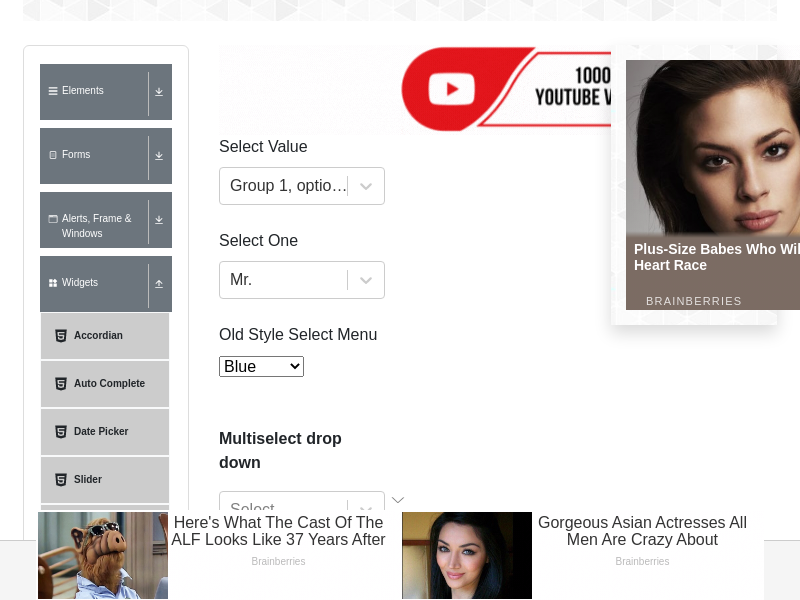 1000
YOUTUBE
Elements
Forms
Alerts, Frame &
Windows
Widgets
Accordian
Auto Complete
Date Picker
Slider
Select Value
Group 1, optio...
Select One
Mr.
Old Style Select Menu
Blue
Multiselect drop
down
Select...
Plus-Size Babes Who
Heart Race
BRAINBERRIES
Here's What The Cast Of The
ALF Looks Like 37 Years After
Brainberries
Gorgeous Asian Actresses All
Men Are Crazy About
Brainberries